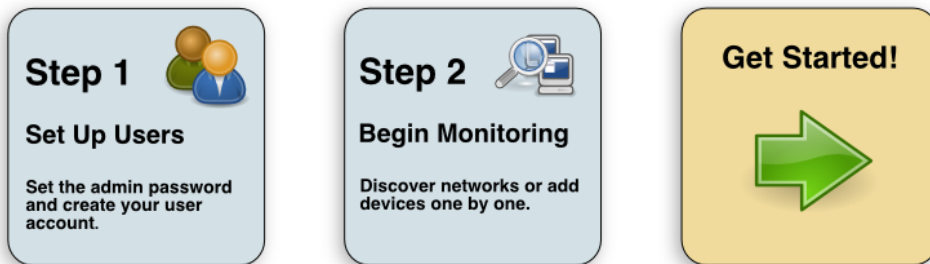 Step 1
Set Up Users
Set the admin password
and create your user
account.
Step 2
Begin Monitoring
Discover networks or add
devices one by one.
Get Started!